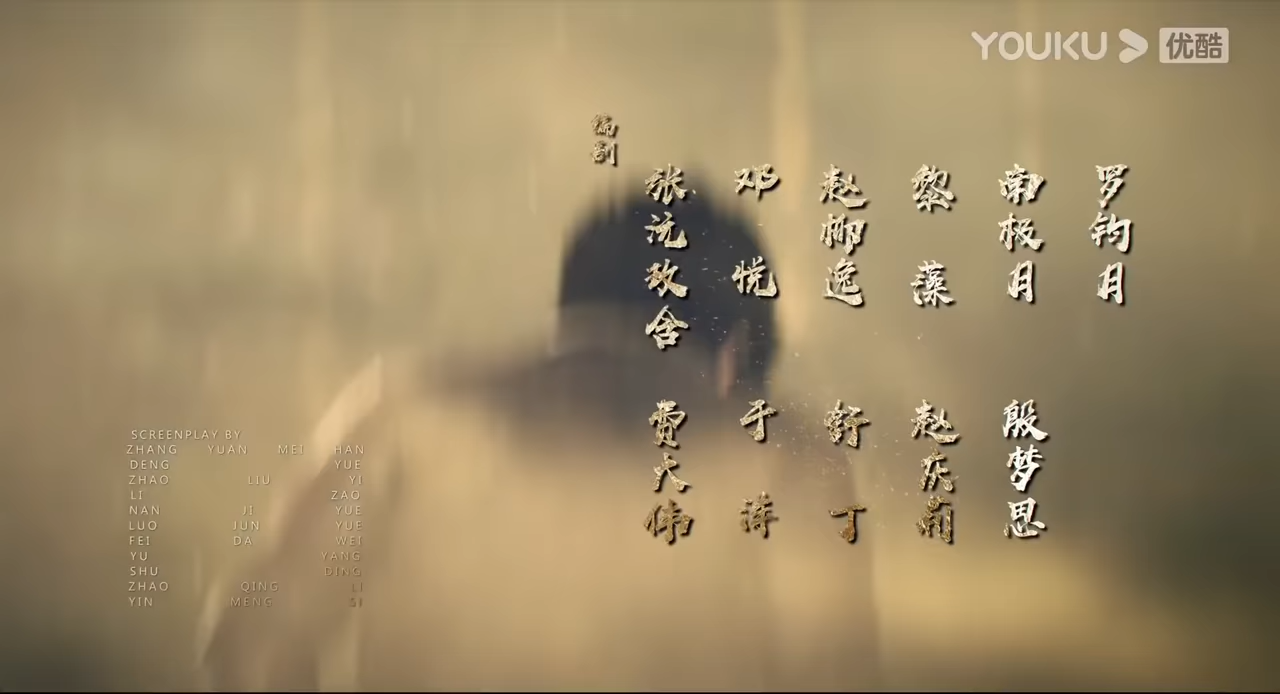 YOUKU 优酷
编剧
张沅玫含
邓悦
赵柳逸
黎藻
南极月
罗钧月
费大伟
于洋
舒丁
赵庆莉
殷梦思
SCREENPLAY BY
ZHANG YUAN MEI HAN
DENG YUE
ZHAO LIU YI
LI ZAO
NAN JI YUE
LUO JUN YUE
FEI DA WEI
YU YANG
SHU DING
ZHAO QING LI
YIN MENG SI